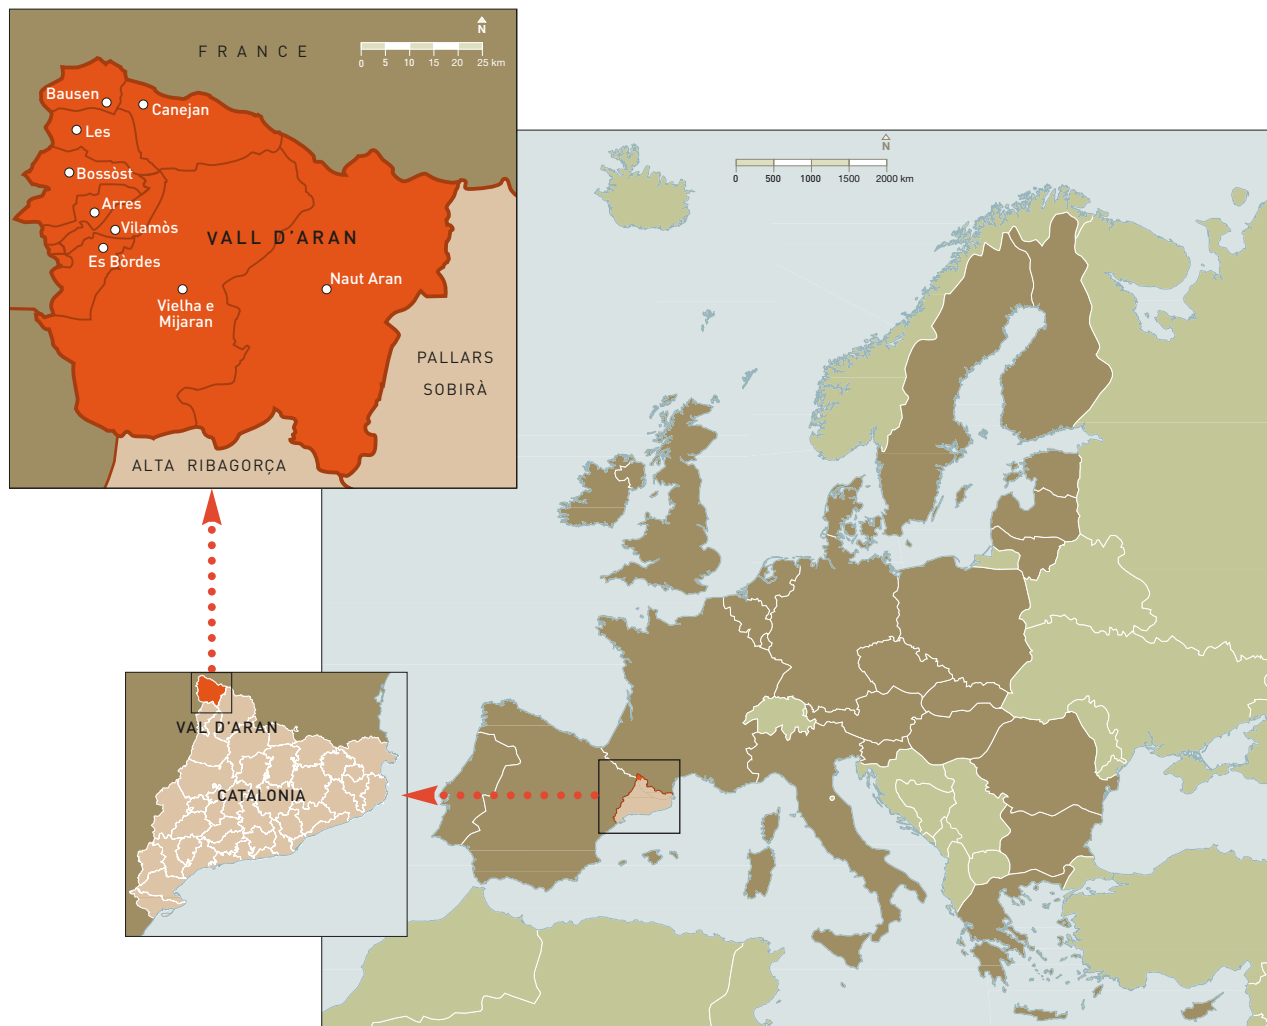 N
FRANCE
0 5 10 15 20 25 km
Bausen
Canejan
Les
Bossòst
Arres
Vilamòs
VALL D'ARAN
Es Bòrdes
Naut Aran
Vielha e
Mijaran
PALLARS
SOBIRÀ
ALTA RIBAGORÇA
N
0 500 1000 1500 2000 km
VAL D'ARAN
CATALONIA